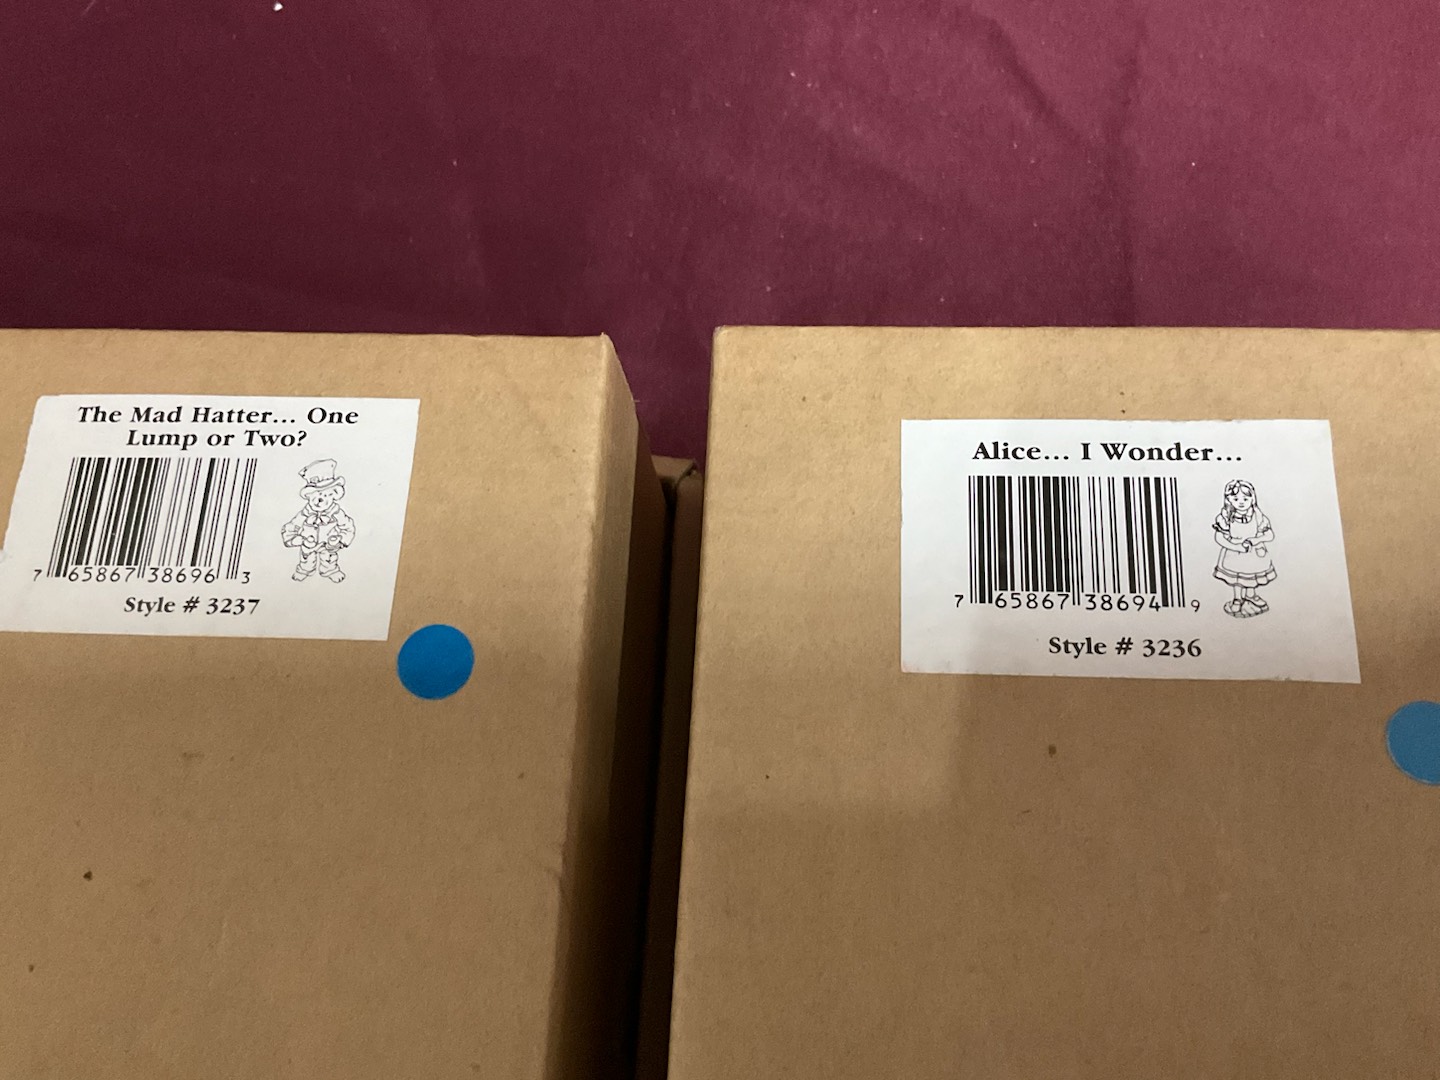 The Mad Hatter... One
Lump or Two?
7 65867 38696 3
Style # 3237
Alice... I Wonder...
7 65867 38694 9
Style # 3236